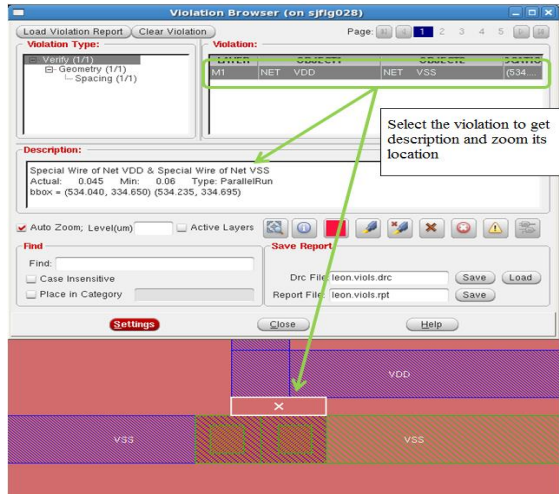 Violation Browser (on sjflg028)
Load Violation Report Clear Violation Page: 1 2 3 4 5
Violation Type:
Verify (1/1)
Geometry (1/1)
Spacing (1/1)
Violation:
LAYER OBJECT1 OBJECT2 LOCATION
M1 NET VDD NET VSS (534....
Select the violation to get
description and zoom its
location
Description:
Special Wire of Net VDD & Special Wire of Net VSS
Actual: 0.045 Min: 0.06 Type: ParallelRun
bbox = (534.040, 334.650) (534.235, 334.695)
Auto Zoom; Level(um) Active Layers
Find
Find:
Case Insensitive
Place in Category
Save Report
Drc File: leon.viols.drc Save Load
Report File: leon.viols.rpt Save
Settings Close Help
VDD
VSS VSS